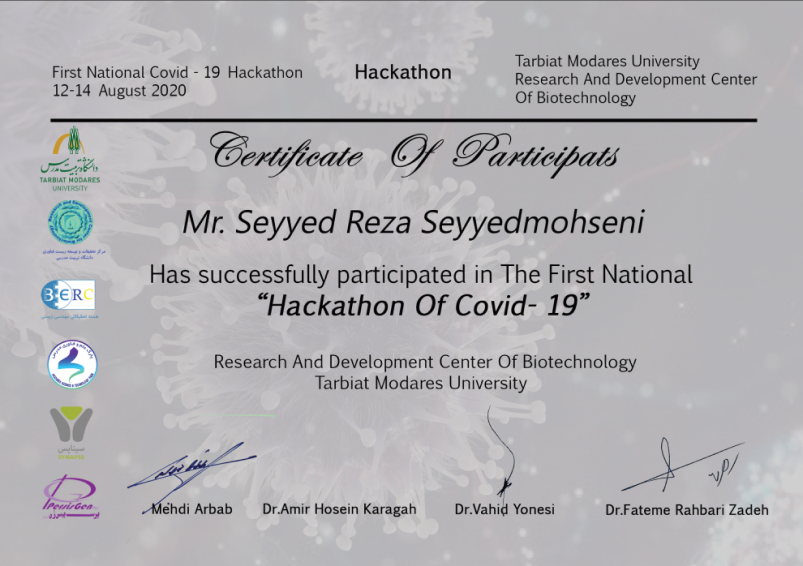 First National Covid - 19 Hackathon
12-14 August 2020
Hackathon
Tarbiat Modares University
Research And Development Center
Of Biotechnology
Certificate Of Participats
دانشگاه تربیت مدرس
TARBIAT MODARES
UNIVERSITY
Mr. Seyyed Reza Seyyedmohseni
مرکز تحقیقات و توسعه زیست فناوری
دانشگاه تربیت مدرس
Has successfully participated in The First National
“Hackathon Of Covid- 19”
BERC
Research And Development Center Of Biotechnology
Tarbiat Modares University
سیناپس
PersisGen
Mehdi Arbab
Dr.Amir Hosein Karagah
Dr.Vahid Yonesi
Dr.Fateme Rahbari Zadeh